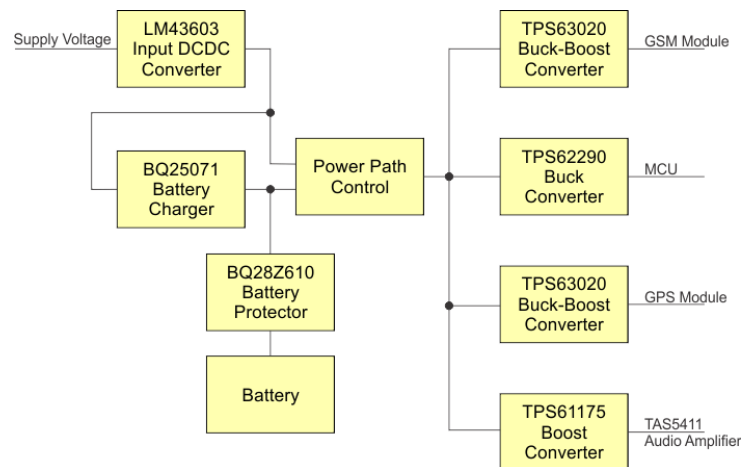 Supply Voltage
LM43603
Input DCDC
Converter
BQ25071
Battery
Charger
Power Path
Control
BQ28Z610
Battery
Protector
Battery
TPS63020
Buck-Boost
Converter
GSM Module
TPS62290
Buck
Converter
MCU
TPS63020
Buck-Boost
Converter
GPS Module
TPS61175
Boost
Converter
TAS5411
Audio Amplifier